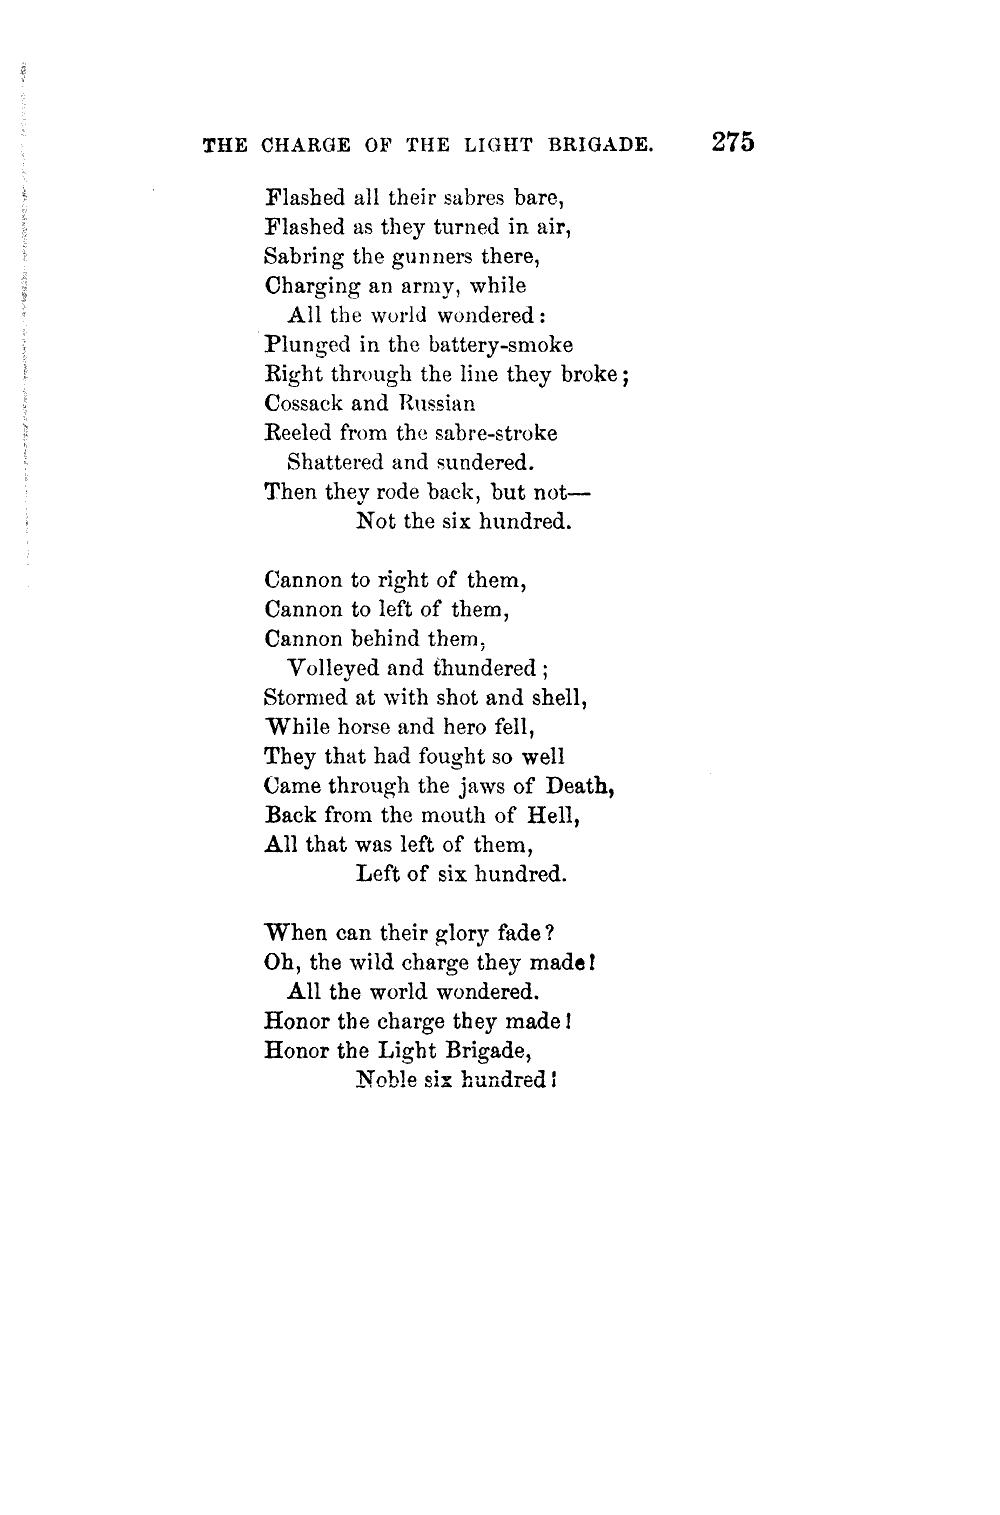 THE CHARGE OF THE LIGHT BRIGADE. 275
Flashed all their sabres bare,
Flashed as they turned in air,
Sabring the gunners there,
Charging an army, while
All the world wondered:
Plunged in the battery-smoke
Right through the line they broke;
Cossack and Russian
Reeled from the sabre-stroke
Shattered and sundered.
Then they rode back, but not—
Not the six hundred.
Cannon to right of them,
Cannon to left of them,
Cannon behind them,
Volleyed and thundered;
Stormed at with shot and shell,
While horse and hero fell,
They that had fought so well
Came through the jaws of Death,
Back from the mouth of Hell,
All that was left of them,
Left of six hundred.
When can their glory fade?
Oh, the wild charge they made!
All the world wondered.
Honor the charge they made!
Honor the Light Brigade,
Noble six hundred!